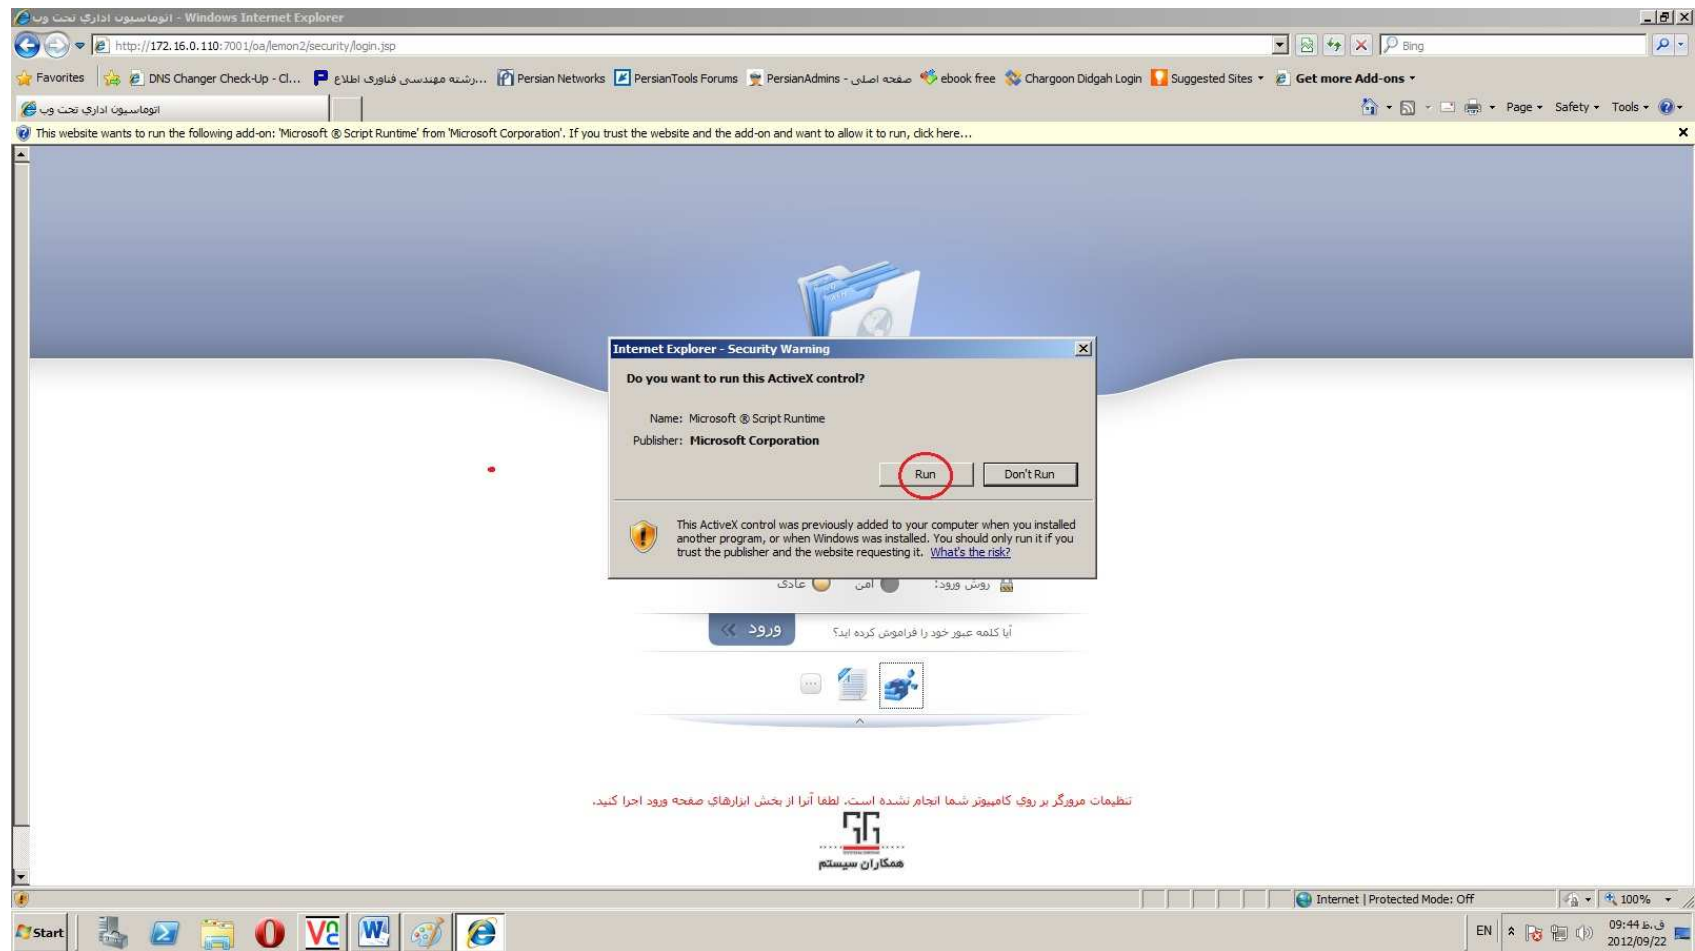 اتوماسيون اداري تحت وب - Windows Internet Explorer
http://172.16.0.110:7001/oa/lemon2/security/login.jsp
Bing
Favorites
DNS Changer Check-Up - Cl...
رشته مهندسی فناوری اطلاع...
Persian Networks
PersianTools Forums
PersianAdmins - صفحه اصلی
ebook free
Chargoon Didgah Login
Suggested Sites
Get more Add-ons
اتوماسيون اداري تحت وب
Page Safety Tools
This website wants to run the following add-on: 'Microsoft ® Script Runtime' from 'Microsoft Corporation'. If you trust the website and the add-on and want to allow it to run, click here...
Internet Explorer - Security Warning
Do you want to run this ActiveX control?
Name: Microsoft ® Script Runtime
Publisher: Microsoft Corporation
Run Don't Run
This ActiveX control was previously added to your computer when you installed
another program, or when Windows was installed. You should only run it if you
trust the publisher and the website requesting it. What's the risk?
روش ورود: امن عادی
آیا کلمه عبور خود را فراموش کرده اید؟
ورود
تنظیمات مرورگر بر روي کامپیوتر شما انجام نشده است. لطفا آنرا از بخش ابزارهاي صفحه ورود اجرا کنید.
همکاران سیستم
Internet | Protected Mode: Off
100%
Start
EN
09:44 ق.ظ
2012/09/22